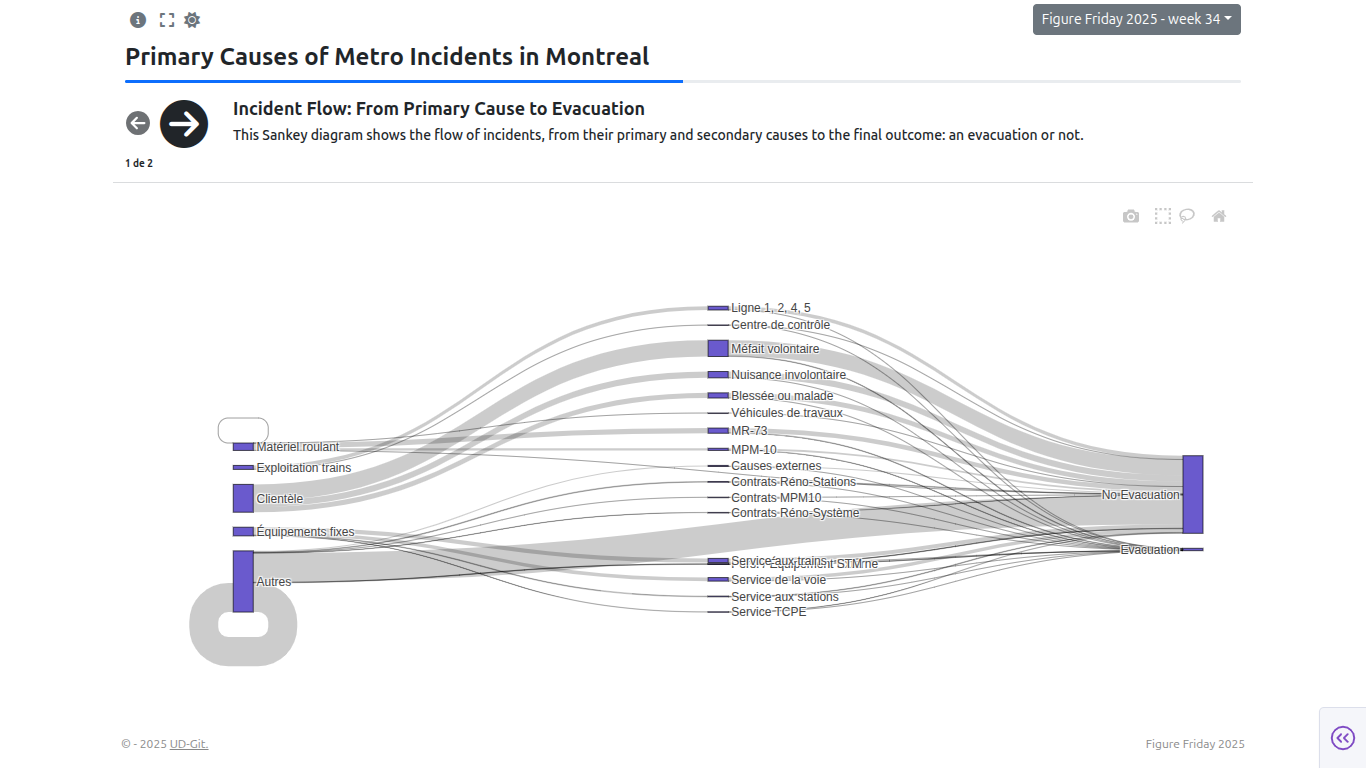 Figure Friday 2025 - week 34
Primary Causes of Metro Incidents in Montreal
Incident Flow: From Primary Cause to Evacuation
This Sankey diagram shows the flow of incidents, from their primary and secondary causes to the final outcome: an evacuation or not.
1 de 2
Ligne 1, 2, 4, 5
Centre de contrôle
Méfait volontaire
Nuisance involontaire
Blessée ou malade
Véhicules de travaux
MR-73
Matériel roulant
MPM-10
Exploitation trains
Causes externes
Contrats Réno-Stations
Clientèle
Contrats MPM10
No Evacuation
Contrats Réno-Système
Équipements fixes
Evacuation
Service aux trains
Équipement STM
Autres
Service de la voie
Service aux stations
Service TCPE
© - 2025 UD-Git.
Figure Friday 2025